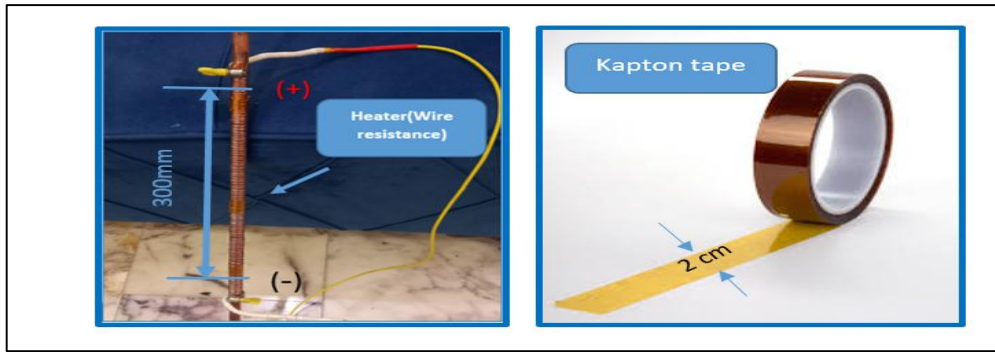 (+)
Heater(Wire
resistance)
300mm
(-)
Kapton tape
2 cm